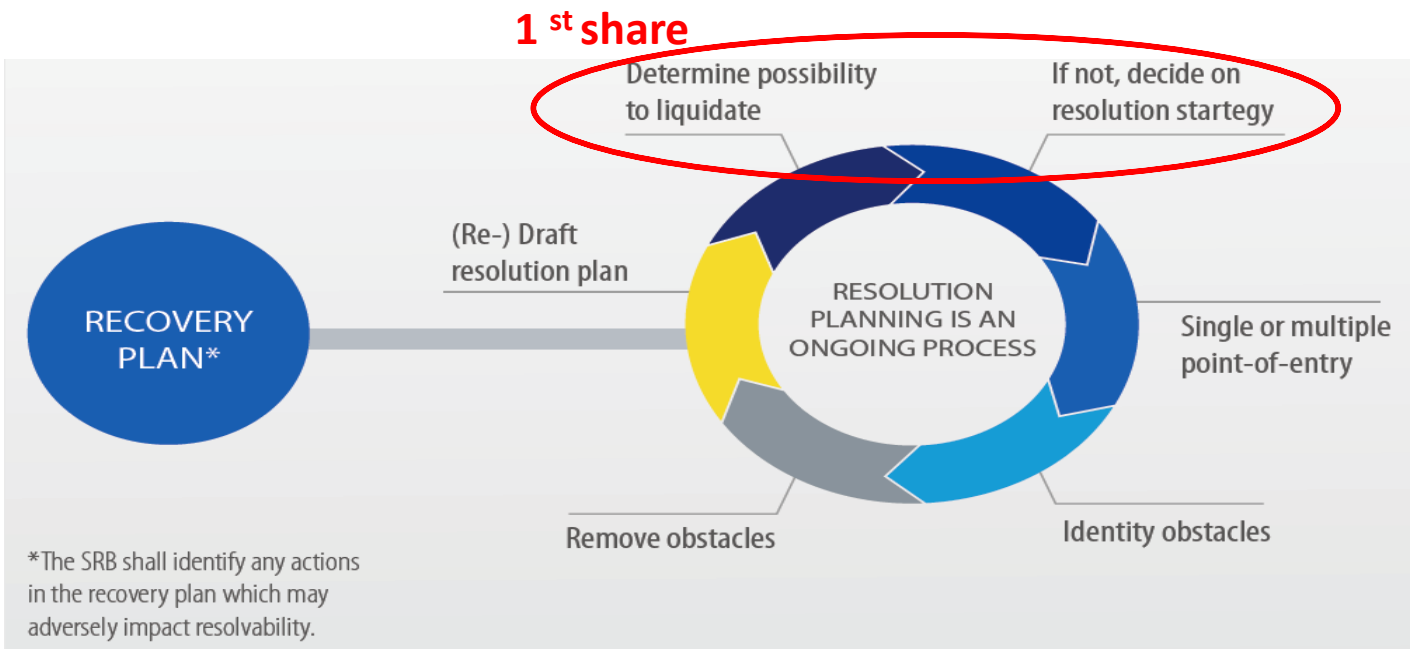 1 st share
Determine possibility
to liquidate
If not, decide on
resolution startegy
(Re-) Draft
resolution plan
RECOVERY
PLAN*
RESOLUTION
PLANNING IS AN
ONGOING PROCESS
Single or multiple
point-of-entry
Remove obstacles
Identity obstacles
*The SRB shall identify any actions
in the recovery plan which may
adversely impact resolvability.